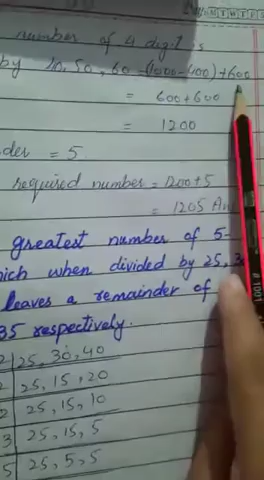 number of 4 digit is
by 40, 50, 60 = (1000-400)+600
= 600+600
= 1200
der = 5
required number = 1200+5
= 1205 An
greatest number of 5-
hich when divided by 25, 3
leaves a remainder of
35 respectively.
2 | 25, 30, 40
2 | 25, 15, 20
2 | 25, 15, 10
3 | 25, 15, 5
5 | 25, 5, 5